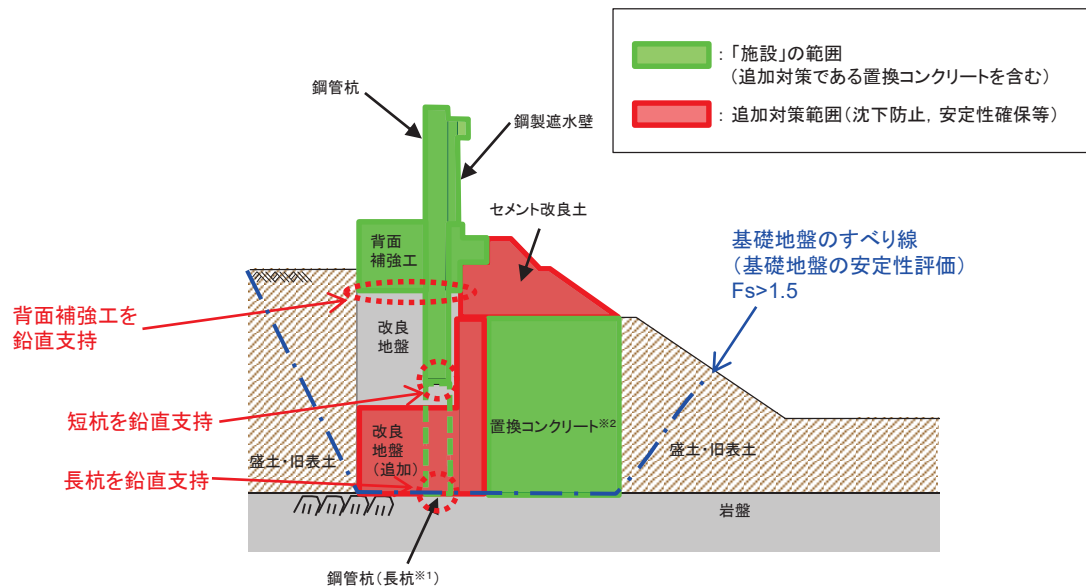 ：「施設」の範囲
(追加対策である置換コンクリートを含む)
：追加対策範囲(沈下防止，安定性確保等)
鋼管杭
鋼製遮水壁
セメント改良土
背面
補強工
基礎地盤のすべり線
（基礎地盤の安定性評価）
Fs>1.5
背面補強工を
鉛直支持
改良
地盤
短杭を鉛直支持
改良
地盤
（追加）
置換コンクリート※2
盛土・旧表土
盛土・旧表土
長杭を鉛直支持
岩盤
鋼管杭(長杭※1)